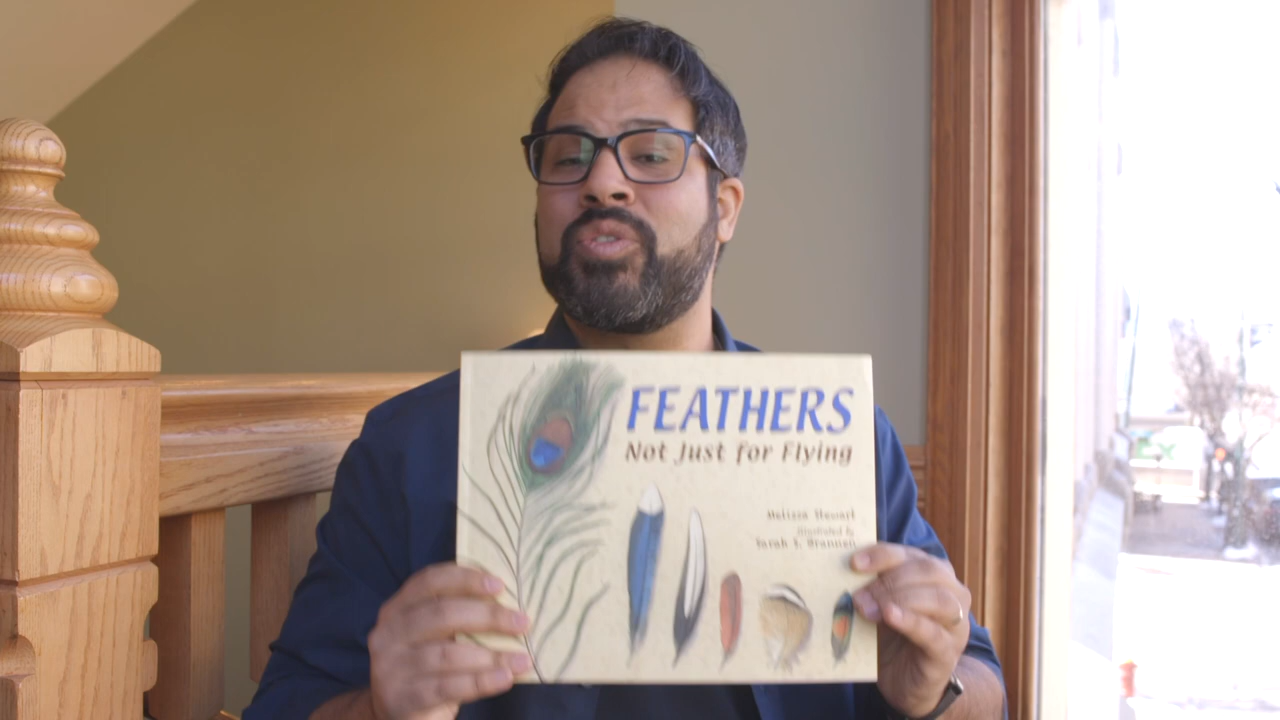 FEATHERS
Not Just for Flying
Melissa Stewart
Illustrated by
Sarah S. Brannen